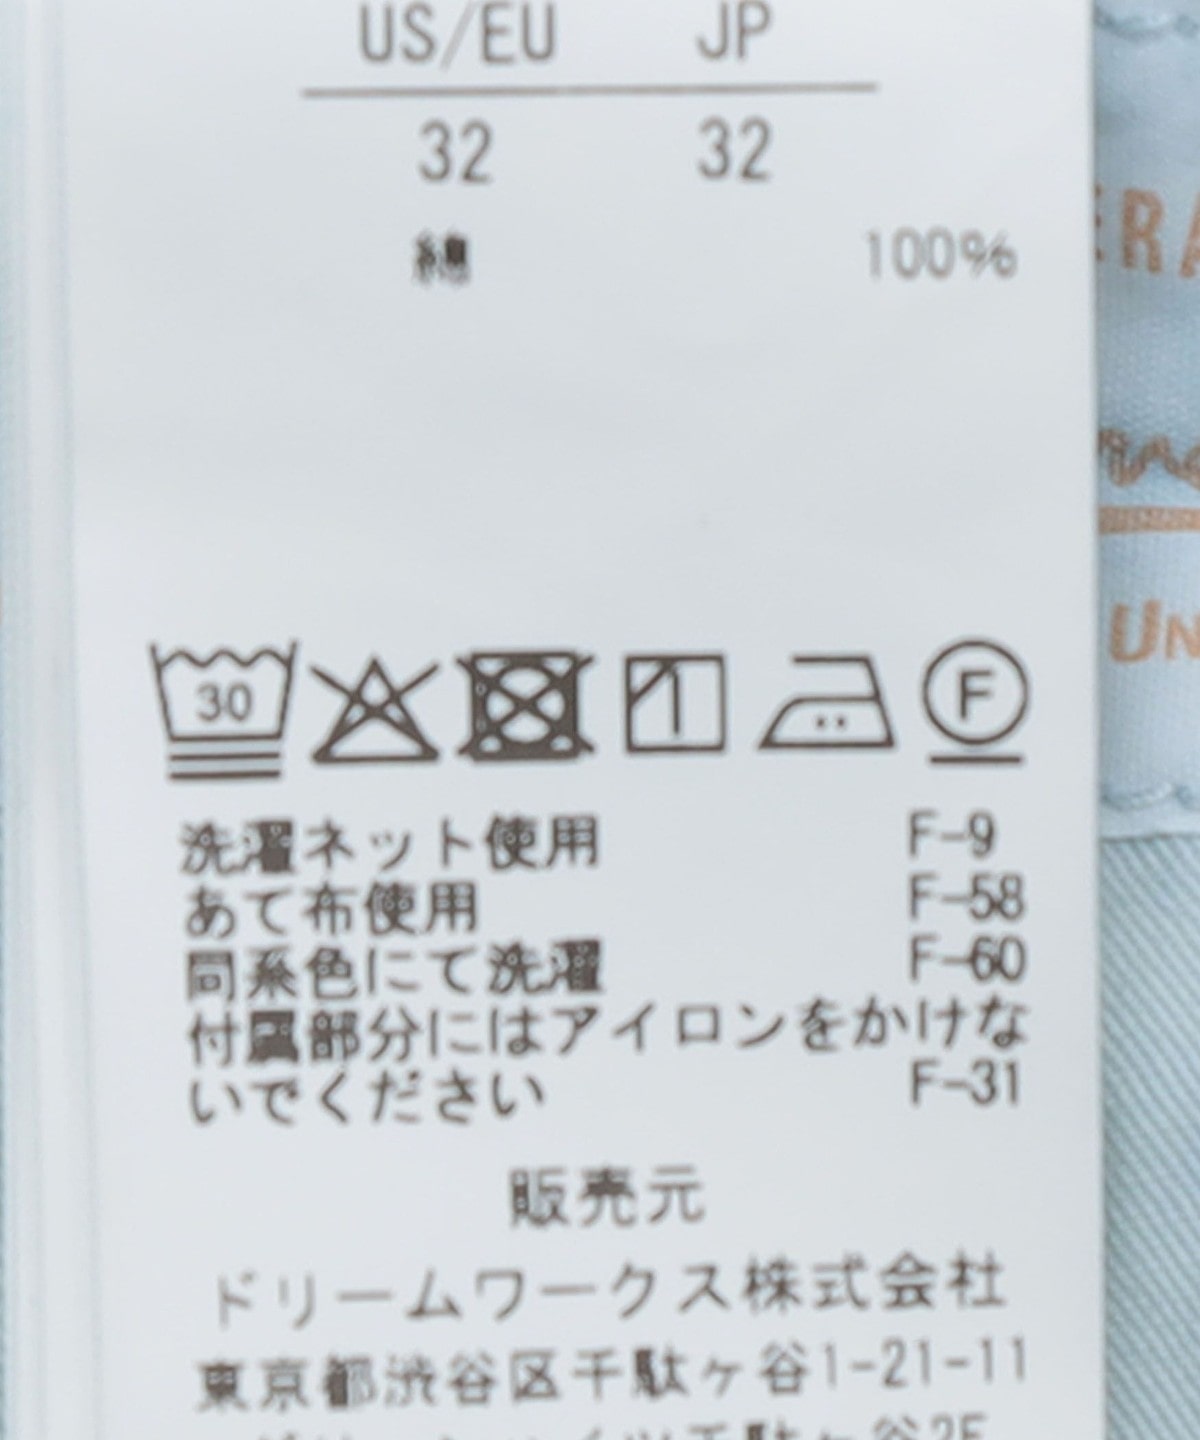 US/EU JP
32 32
綿 100%
30
F
洗濯ネット使用 F-9
あて布使用 F-58
同系色にて洗濯 F-60
付属部分にはアイロンをかけな
いでください F-31
販売元
ドリームワークス株式会社
東京都渋谷区千駄ヶ谷1-21-11
ERA
UN